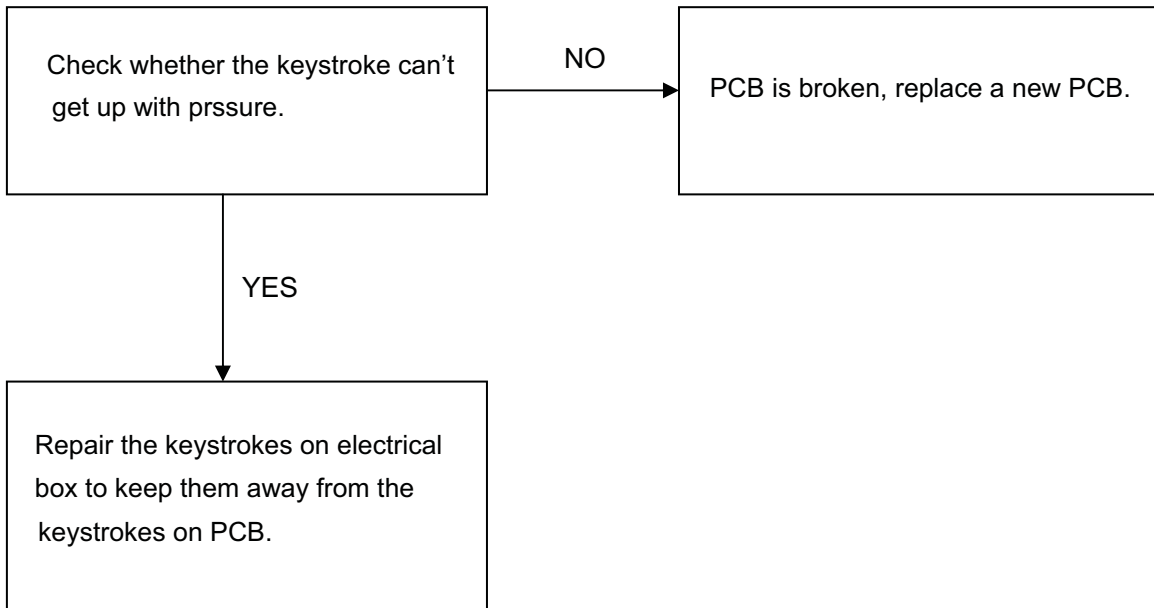 Check whether the keystroke can't
get up with prssure.
NO
PCB is broken, replace a new PCB.
YES
Repair the keystrokes on electrical
box to keep them away from the
keystrokes on PCB.